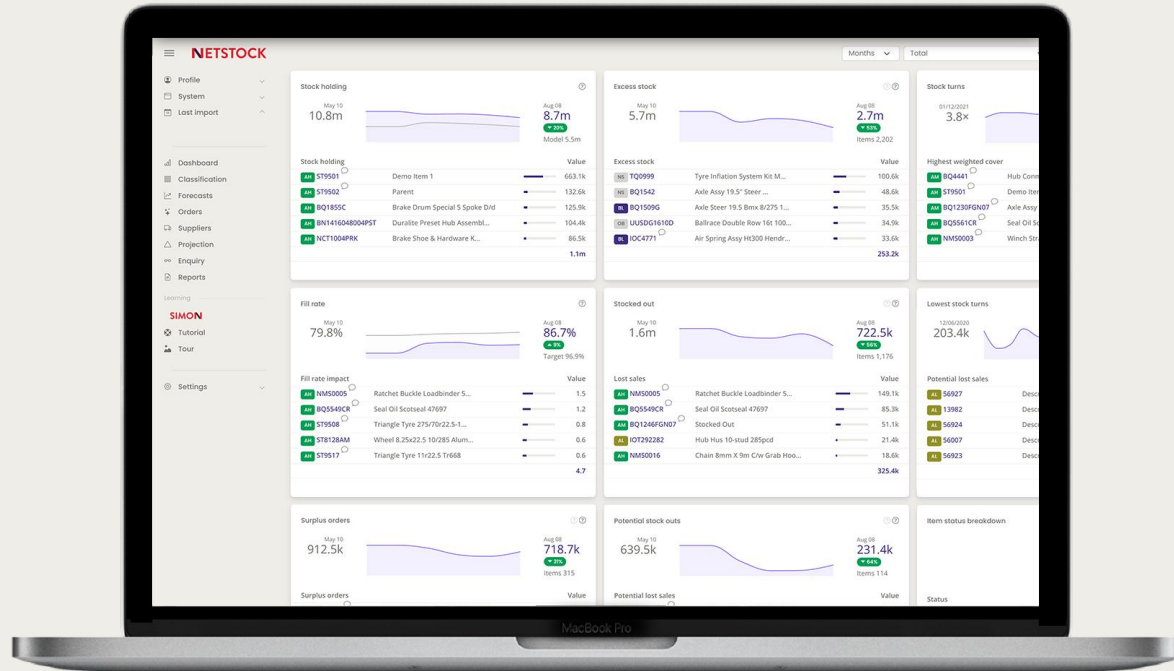 NETSTOCK
Months
Total
Profile
System
Last import
Dashboard
Classification
Forecasts
Orders
Suppliers
Projection
Enquiry
Reports
Learning
SIMON
Tutorial
Tour
Settings
Stock holding
May 10
10.8m
Aug 08
8.7m
20%
Model 5.5m
Stock holding Value
AH ST9501 Demo Item 1 663.1k
AH ST9502 Parent 132.6k
AH BQ1855C Brake Drum Special 5 Spoke D/d 125.9k
AH BN1416048004PST Duralite Preset Hub Assembl... 104.4k
AH NCT1004PRK Brake Shoe & Hardware K... 86.5k
1.1m
Excess stock
May 10
5.7m
Aug 08
2.7m
53%
Items 2,202
Excess stock Value
NS TQ0999 Tyre Inflation System Kit M... 100.6k
NS BQ1542 Axle Assy 19.5" Steer ... 48.6k
BL BQ1509G Axle Steer 19.5 Bmx 8/275 1... 35.5k
OB UUSDG1610D Ballrace Double Row 16t 100... 34.9k
BL IOC4771 Air Spring Assy Ht300 Hendr... 33.6k
253.2k
Stock turns
01/12/2021
3.8×
Highest weighted cover
AM BQ4441 Hub Conn
AH ST9501 Demo Iter
AM BQ1230FGN07 Axle
AH BQ5561CR Seal Oil Sc
AH NMS0003 Winch Str
Fill rate
May 10
79.8%
Aug 08
86.7%
9%
Target 96.9%
Fill rate impact Value
AH NMS0005 Ratchet Buckle Loadbinder 5... 1.5
AH BQ5549CR Seal Oil Scotseal 47697 1.2
AH ST9508 Triangle Tyre 275/70r22.5-1... 0.8
AH ST8128AM Wheel 8.25x22.5 10/285 Alum... 0.6
AH ST9517 Triangle Tyre 11r22.5 Tr668 0.6
4.7
Stocked out
May 10
1.6m
Aug 08
722.5k
56%
Items 1,176
Lost sales Value
AH NMS0005 Ratchet Buckle Loadbinder 5... 149.1k
AH BQ5549CR Seal Oil Scotseal 47697 85.3k
AM BQ1246FGN07 Stocked Out 51.1k
AL IOT292282 Hub Hus 10-stud 285pcd 21.4k
AH NMS0016 Chain 8mm X 9m C/w Grab Hoo... 18.6k
325.4k
Lowest stock turns
12/06/2020
203.4k
Potential lost sales
AL 56927 Desc
AL 13982 Desc
AL 56924 Desc
AL 56007 Desc
AL 56923 Desc
Surplus orders
May 10
912.5k
Aug 08
718.7k
21%
Items 315
Surplus orders Value
Potential stock outs
May 10
639.5k
Aug 08
231.4k
64%
Items 114
Potential lost sales Value
Item status breakdown
Status
MacBook Pro